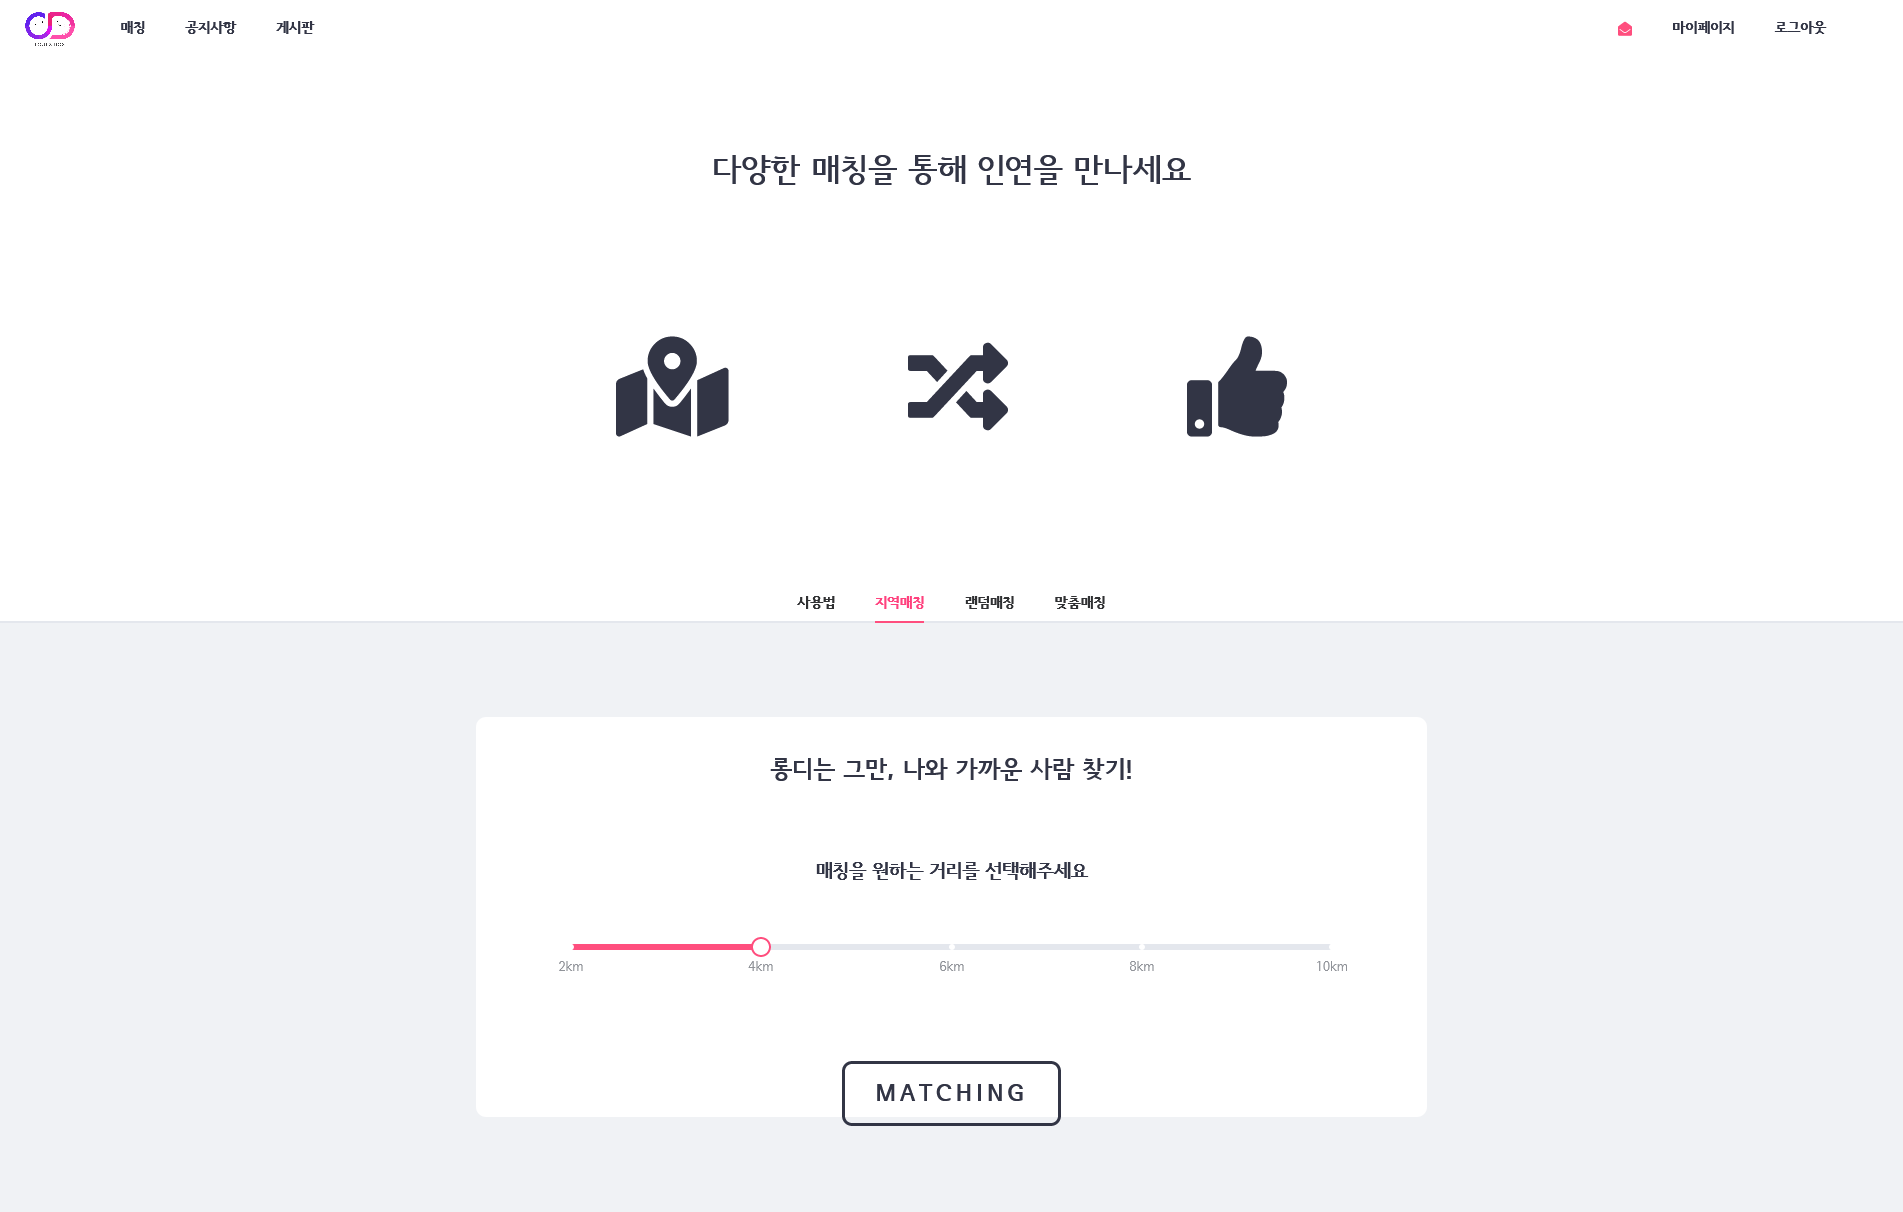 매칭 공지사항 게시판 마이페이지 로그아웃
다양한 매칭을 통해 인연을 만나세요
사용법 지역매칭 랜덤매칭 맞춤매칭
롱디는 그만, 나와 가까운 사람 찾기!
매칭을 원하는 거리를 선택해주세요
2km 4km 6km 8km 10km
MATCHING